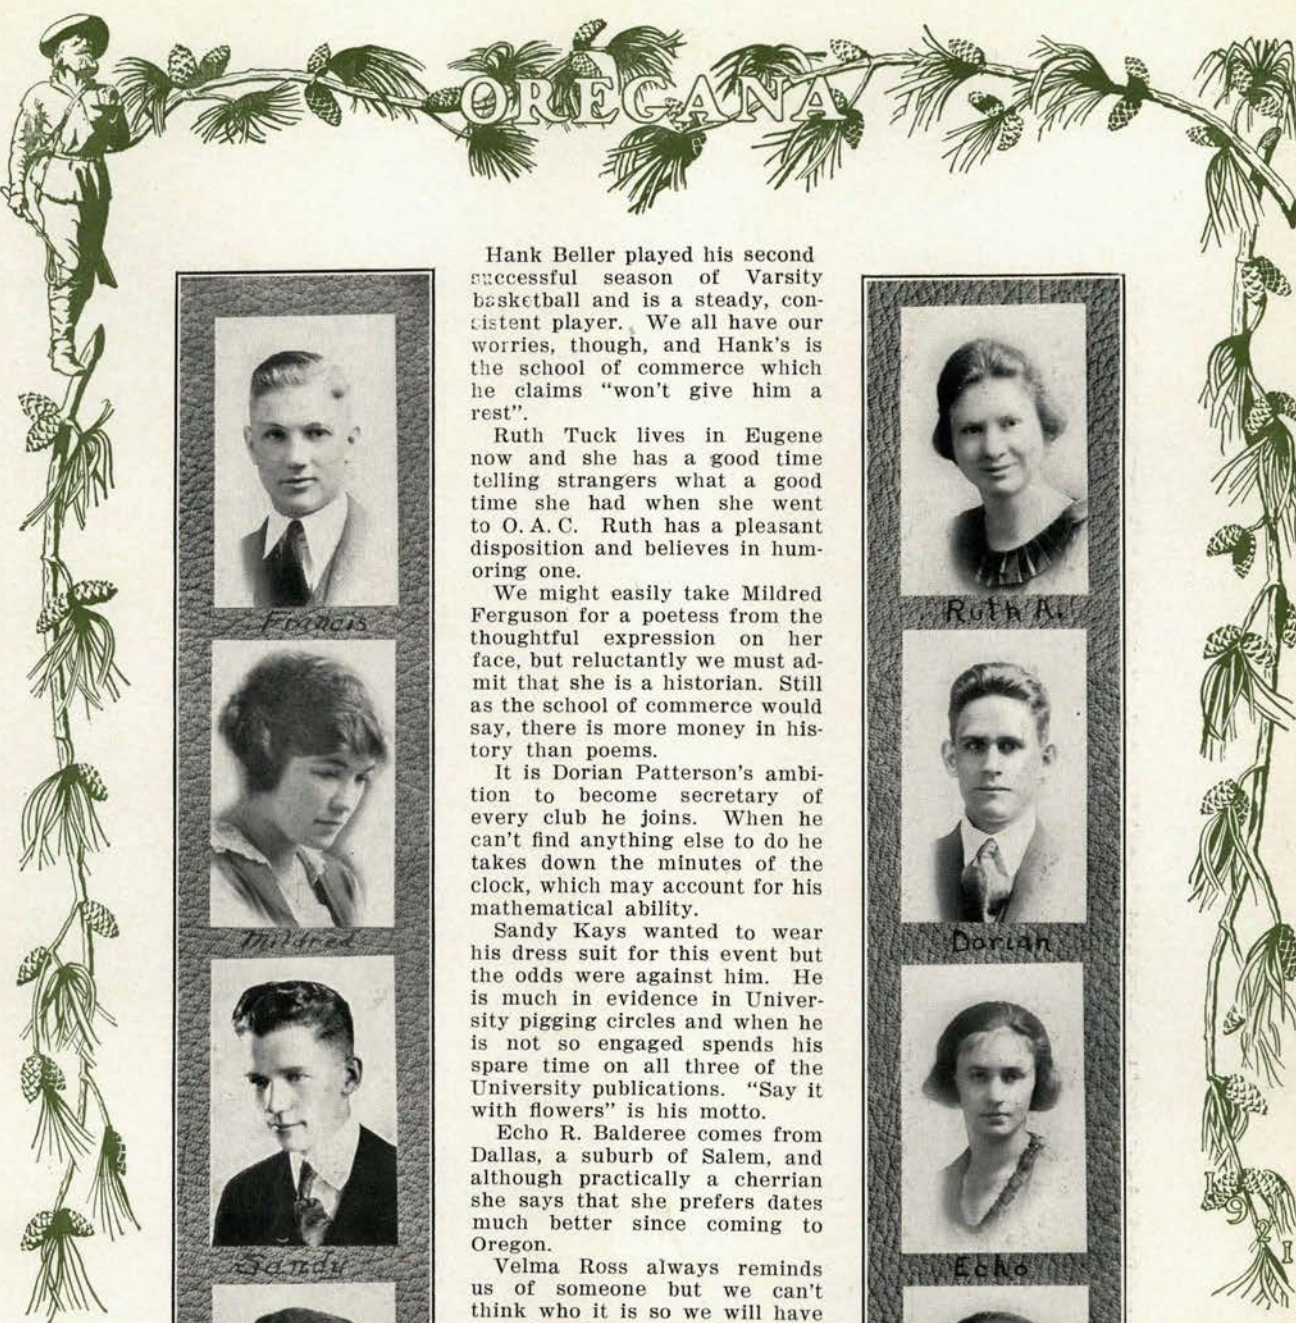 OREGANA
Hank Beller played his second
successful season of Varsity
basketball and is a steady, con-
sistent player. We all have our
worries, though, and Hank's is
the school of commerce which
he claims "won't give him a
rest".
Ruth Tuck lives in Eugene
now and she has a good time
telling strangers what a good
time she had when she went
to O. A. C. Ruth has a pleasant
disposition and believes in hum-
oring one.
We might easily take Mildred
Ferguson for a poetess from the
thoughtful expression on her
face, but reluctantly we must ad-
mit that she is a historian. Still
as the school of commerce would
say, there is more money in his-
tory than poems.
It is Dorian Patterson's ambi-
tion to become secretary of
every club he joins. When he
can't find anything else to do he
takes down the minutes of the
clock, which may account for his
mathematical ability.
Sandy Kays wanted to wear
his dress suit for this event but
the odds were against him. He
is much in evidence in Univer-
sity pigging circles and when he
is not so engaged spends his
spare time on all three of the
University publications. "Say it
with flowers" is his motto.
Echo R. Balderee comes from
Dallas, a suburb of Salem, and
although practically a cherrian
she says that she prefers dates
much better since coming to
Oregon.
Velma Ross always reminds
us of someone but we can't
think who it is so we will have
Francis
Mildred
Sandy
Ruth A.
Dorian
Echo
1921